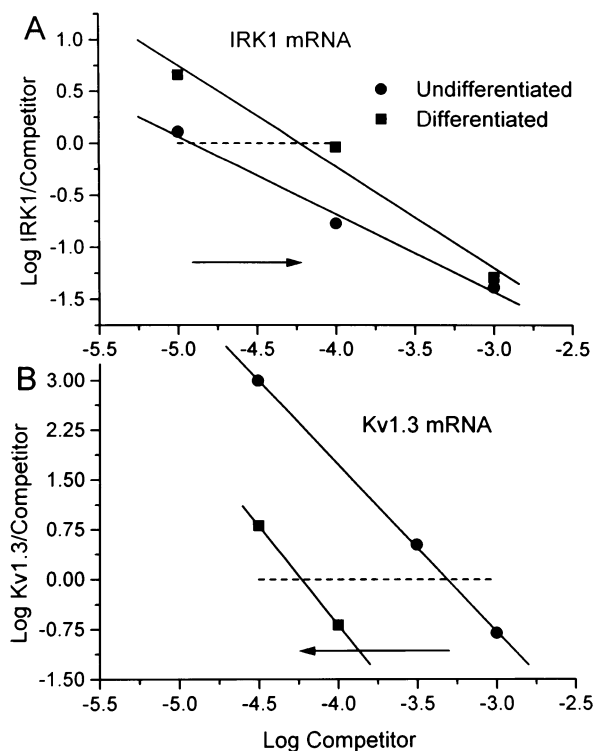 A
IRK1 mRNA
Undifferentiated
Differentiated
Log IRK1/Competitor
1.0
0.5
0.0
-0.5
-1.0
-1.5
-5.5 -5.0 -4.5 -4.0 -3.5 -3.0 -2.5
B
Kv1.3 mRNA
Log Kv1.3/Competitor
3.00
2.25
1.50
0.75
0.00
-0.75
-1.50
-5.5 -5.0 -4.5 -4.0 -3.5 -3.0 -2.5
Log Competitor